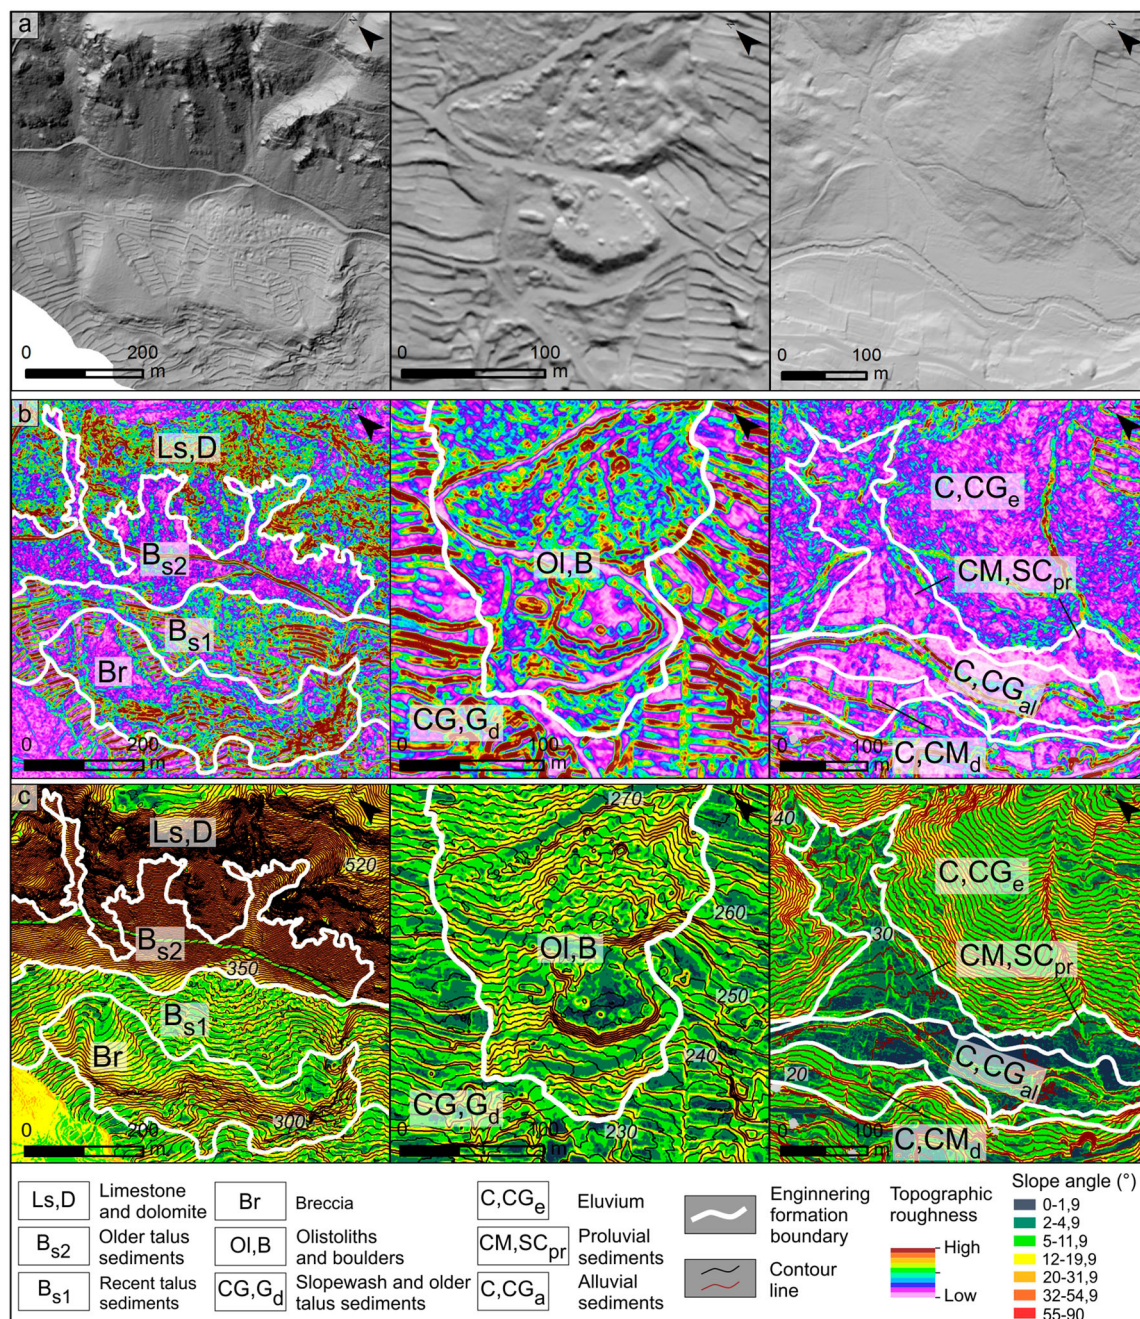 a
N
N
N
0 200
m
0 100
m
0 100
m
b
N
Ls,D
Bs2
Bs1
Br
0 200
m
Ol,B
CG,Gd
0 100
m
C,CGe
CM,SCpr
C,CGal
0 100
m
C,CMd
c
Ls,D
520
Bs2
350
Bs1
Br
300
0 200
m
270
260
Ol,B
250
240
CG,Gd
230
0 100
m
40
C,CGe
30
CM,SCpr
C,CGal
20
0 100
m
C,CMd
Ls,D Limestone and dolomite
Bs2 Older talus sediments
Bs1 Recent talus sediments
Br Breccia
Ol,B Olistoliths and boulders
CG,Gd Slopewash and older talus sediments
C,CGe Eluvium
CM,SCpr Proluvial sediments
C,CGa Alluvial sediments
Enginnering formation boundary
Contour line
Topographic roughness
High
Low
Slope angle (°)
0-1,9
2-4,9
5-11,9
12-19,9
20-31,9
32-54,9
55-90